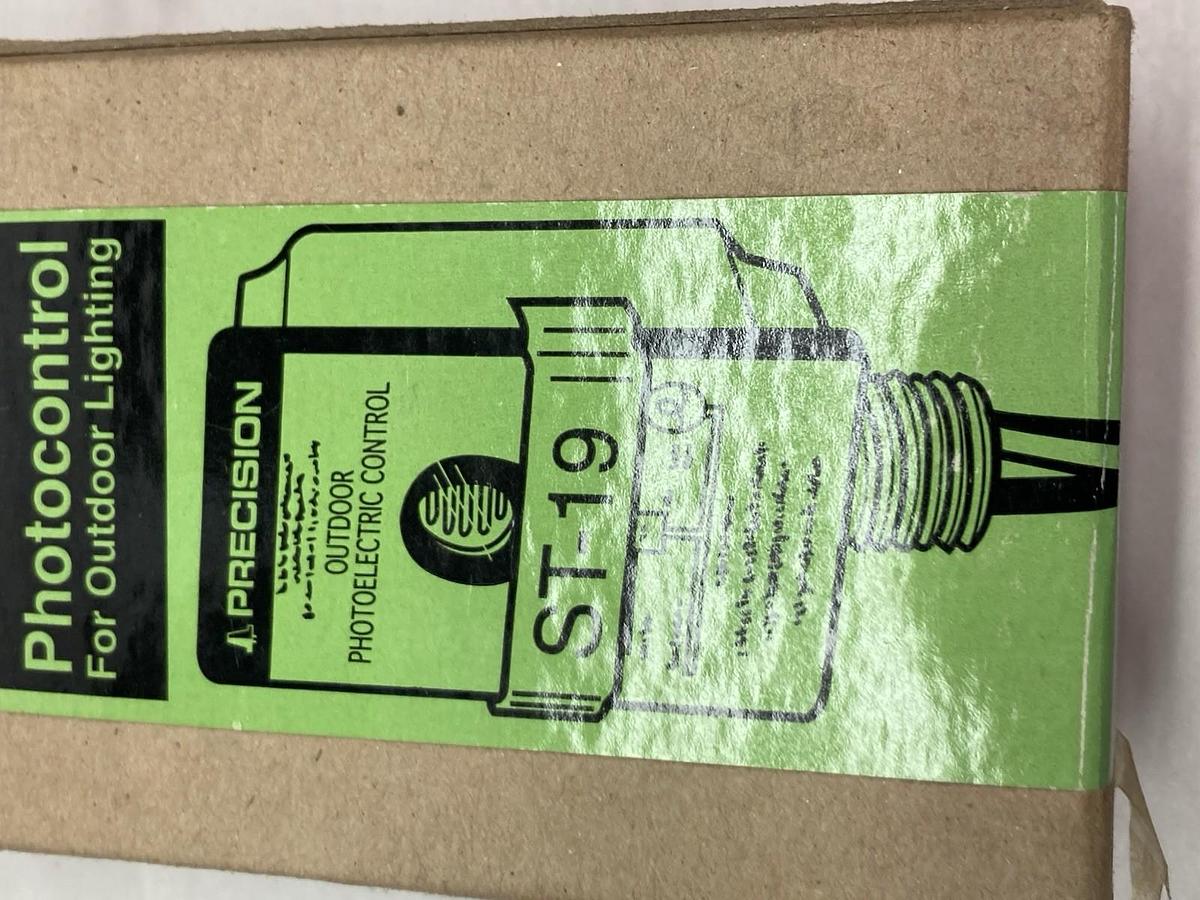 Photocontrol
For Outdoor Lighting
PRECISION
OUTDOOR
PHOTOELECTRIC CONTROL
ST-19